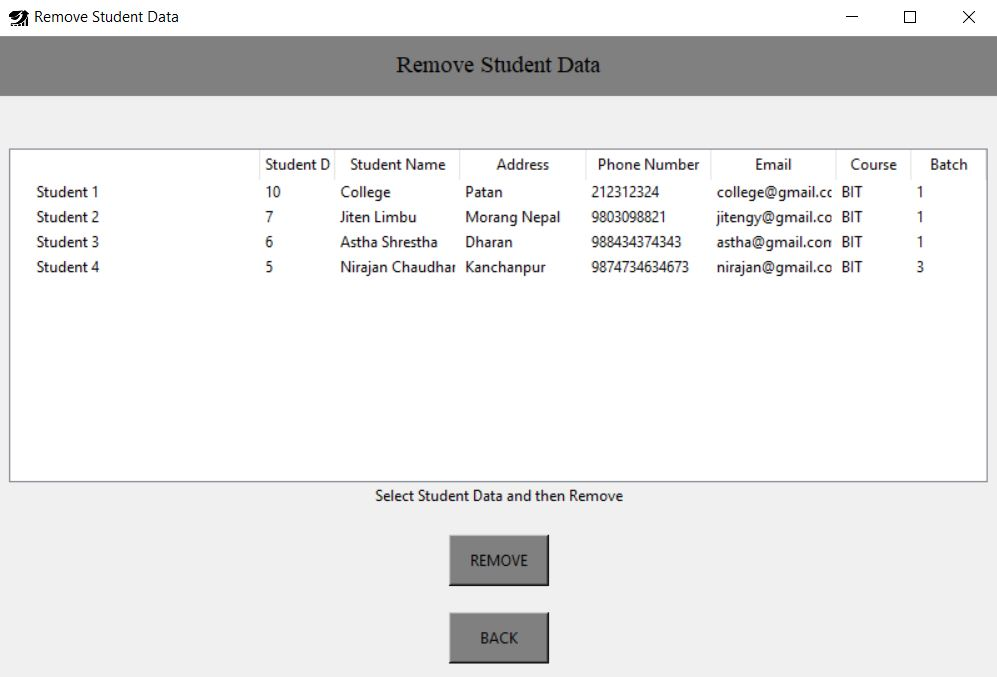 Remove Student Data
Remove Student Data
Student D Student Name Address Phone Number Email Course Batch
Student 1 10 College Patan 212312324 college@gmail.cc BIT 1
Student 2 7 Jiten Limbu Morang Nepal 9803098821 jitengy@gmail.co BIT 1
Student 3 6 Astha Shrestha Dharan 988434374343 astha@gmail.com BIT 1
Student 4 5 Nirajan Chaudhar Kanchanpur 9874734634673 nirajan@gmail.co BIT 3
Select Student Data and then Remove
REMOVE
BACK